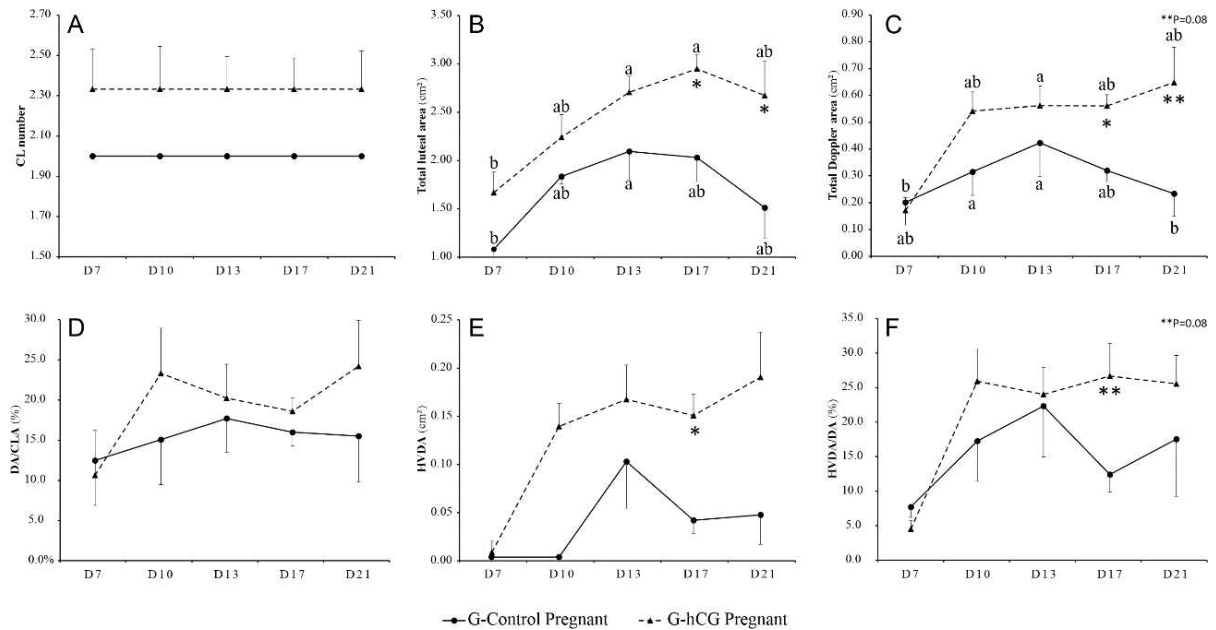 A
CL number
2.70
2.50
2.30
2.10
1.90
1.70
1.50
D7 D10 D13 D17 D21
B
Total luteal area (cm²)
3.50
3.00
2.50
2.00
1.50
1.00
a
a
ab
ab
b
*
*
a
ab
ab
b
ab
D7 D10 D13 D17 D21
C
**P=0.08
Total Doppler area (cm²)
0.90
0.80
0.70
0.60
0.50
0.40
0.30
0.20
0.10
0.00
ab
ab
a
ab
**
*
b
ab
a
a
ab
b
D7 D10 D13 D17 D21
D
DA/CLA (%)
30.0
25.0
20.0
15.0
10.0
5.0
0.0%
D7 D10 D13 D17 D21
E
HVDA (cm²)
0.25
0.20
0.15
0.10
0.05
0.00
*
D7 D10 D13 D17 D21
F
**P=0.08
HVDA/DA (%)
35.0
30.0
25.0
20.0
15.0
10.0
5.0
0.0
**
D7 D10 D13 D17 D21
G-Control Pregnant G-hCG Pregnant